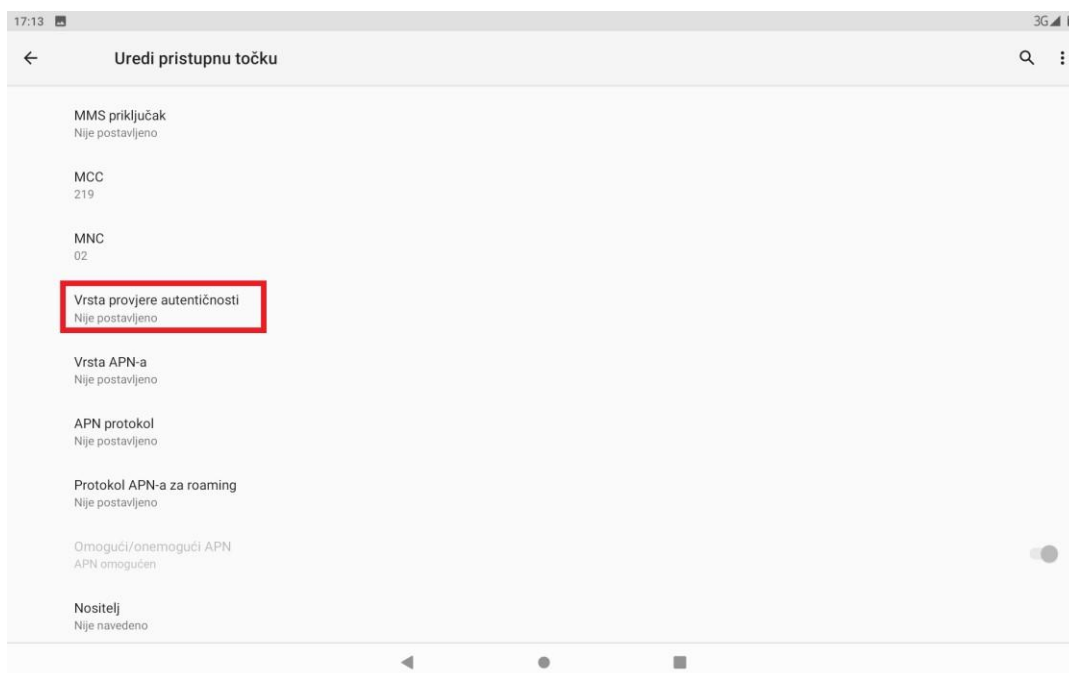 17:13
3G
Uredi pristupnu točku
MMS priključak
Nije postavljeno
MCC
219
MNC
02
Vrsta provjere autentičnosti
Nije postavljeno
Vrsta APN-a
Nije postavljeno
APN protokol
Nije postavljeno
Protokol APN-a za roaming
Nije postavljeno
Omogući/onemogući APN
APN omogućen
Nositelj
Nije navedeno